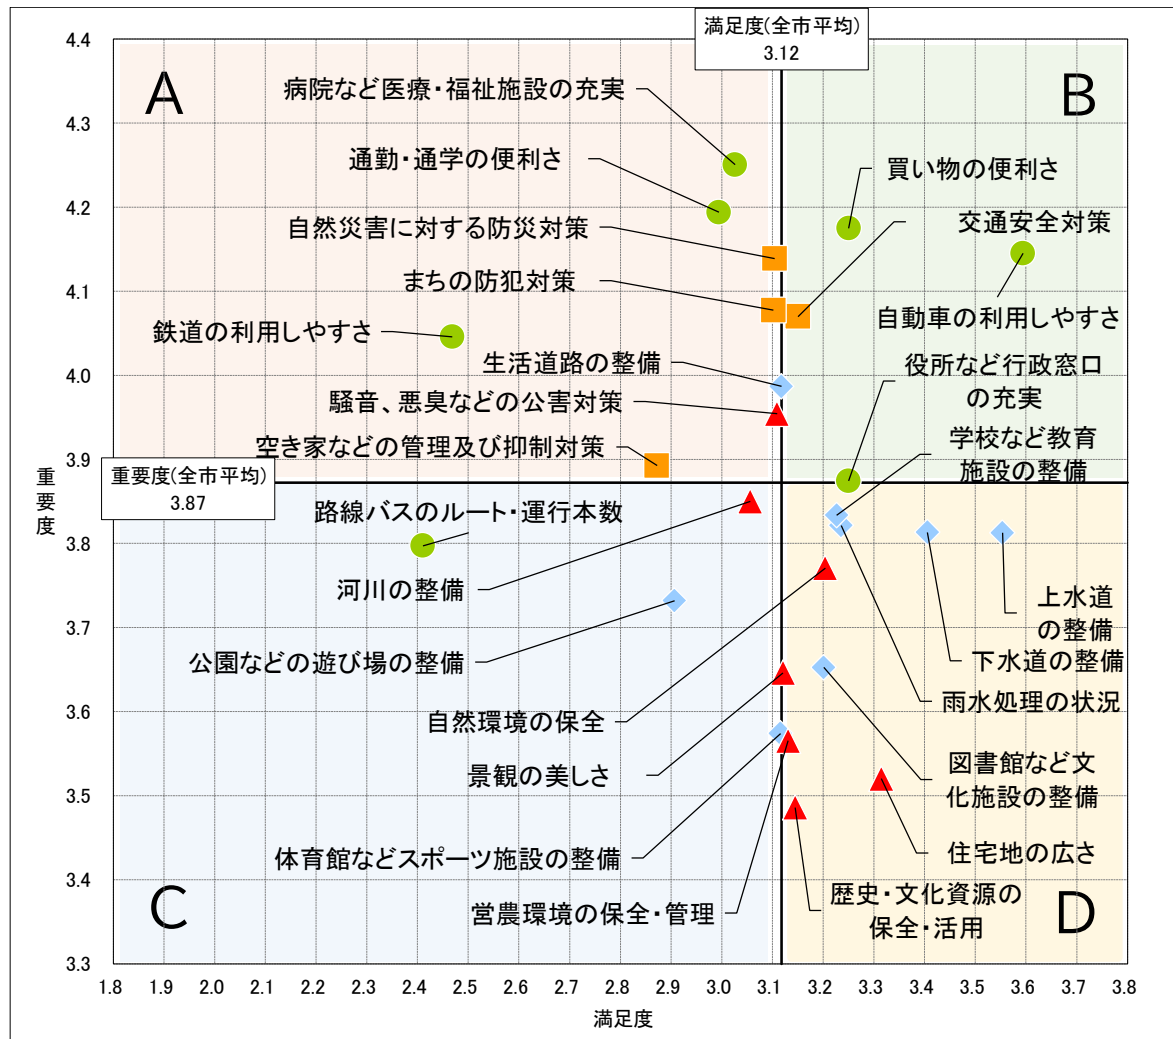 満足度(全市平均)
3.12
4.4
4.3
4.2
4.1
4.0
3.9
3.8
3.7
3.6
3.5
3.4
3.3
A
B
病院など医療・福祉施設の充実
通勤・通学の便利さ
買い物の便利さ
自然災害に対する防災対策
交通安全対策
まちの防犯対策
自動車の利用しやすさ
鉄道の利用しやすさ
生活道路の整備
役所など行政窓口
の充実
騒音、悪臭などの公害対策
学校など教育
施設の整備
空き家などの管理及び抑制対策
重要度
重要度(全市平均)
3.87
路線バスのルート・運行本数
河川の整備
上水道
の整備
公園などの遊び場の整備
下水道の整備
雨水処理の状況
自然環境の保全
景観の美しさ
図書館など文
化施設の整備
体育館などスポーツ施設の整備
住宅地の広さ
営農環境の保全・管理
歴史・文化資源の
保全・活用
C
D
1.8 1.9 2.0 2.1 2.2 2.3 2.4 2.5 2.6 2.7 2.8 2.9 3.0 3.1 3.2 3.3 3.4 3.5 3.6 3.7 3.8
満足度